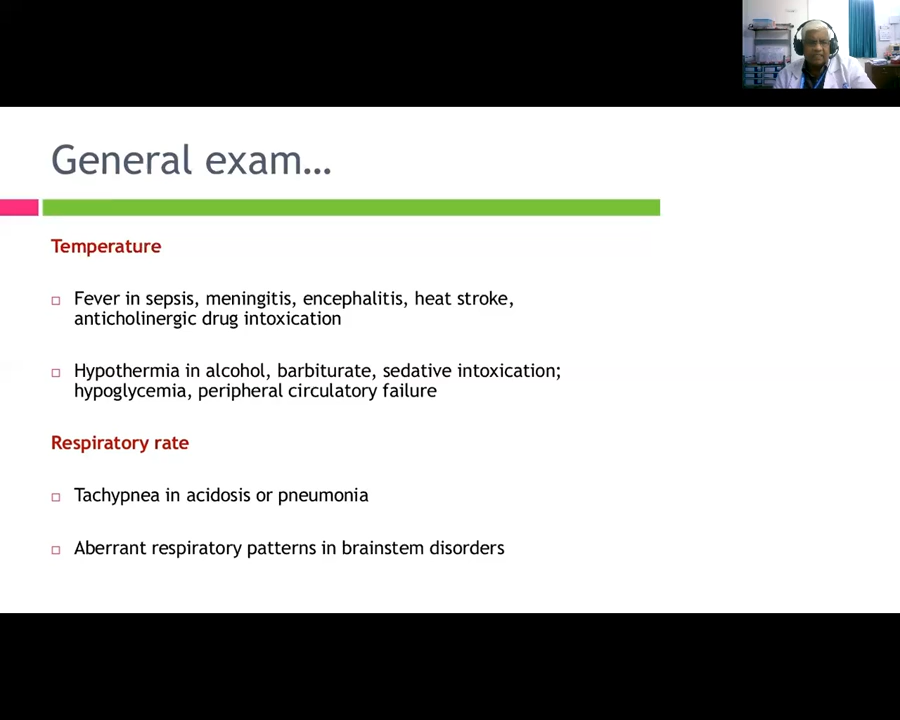 General exam…
Temperature
Fever in sepsis, meningitis, encephalitis, heat stroke,
anticholinergic drug intoxication
Hypothermia in alcohol, barbiturate, sedative intoxication;
hypoglycemia, peripheral circulatory failure
Respiratory rate
Tachypnea in acidosis or pneumonia
Aberrant respiratory patterns in brainstem disorders